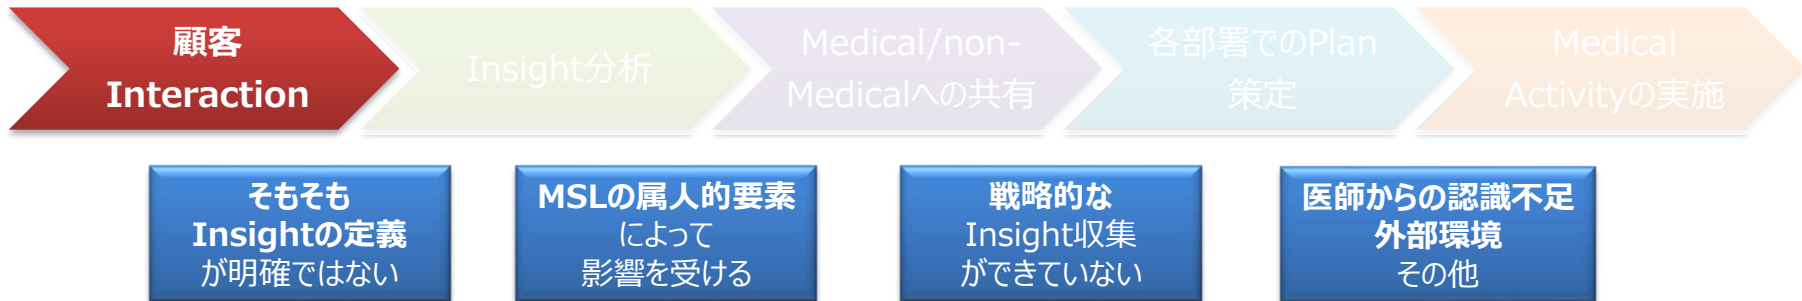 顧客
Interaction
Insight分析
Medical/non-
Medicalへの共有
各部署でのPlan
策定
Medical
Activityの実施
そもそも
Insightの定義
が明確ではない
MSLの属人的要素
によって
影響を受ける
戦略的な
Insight収集
ができていない
医師からの認識不足
外部環境
その他